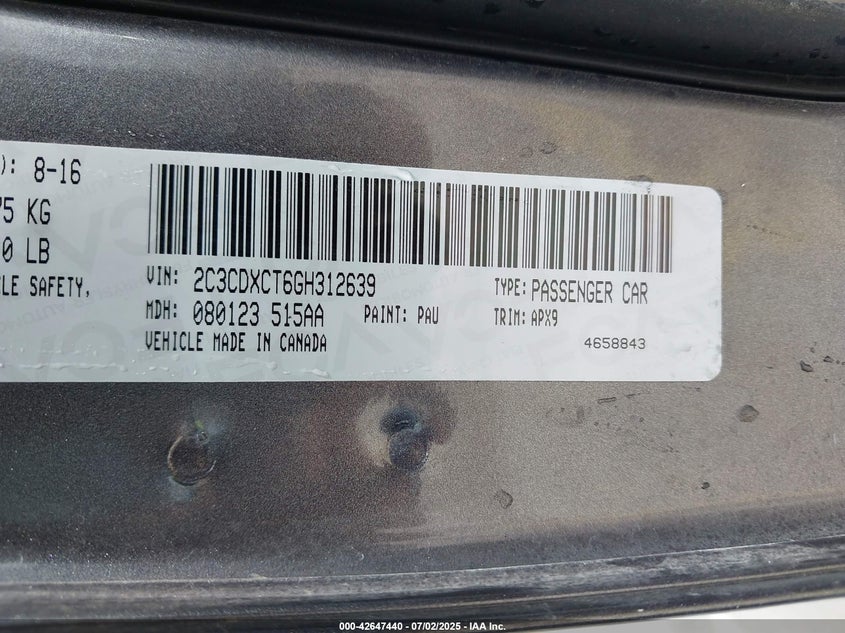 ): 8-16
75 KG
0 LB
CLE SAFETY,
VIN: 2C3CDXCT6GH312639 TYPE: PASSENGER CAR
MDH: 080123 515AA PAINT: PAU TRIM: APX9
VEHICLE MADE IN CANADA 4658843
000-42647440 - 07/02/2025 - IAA Inc.